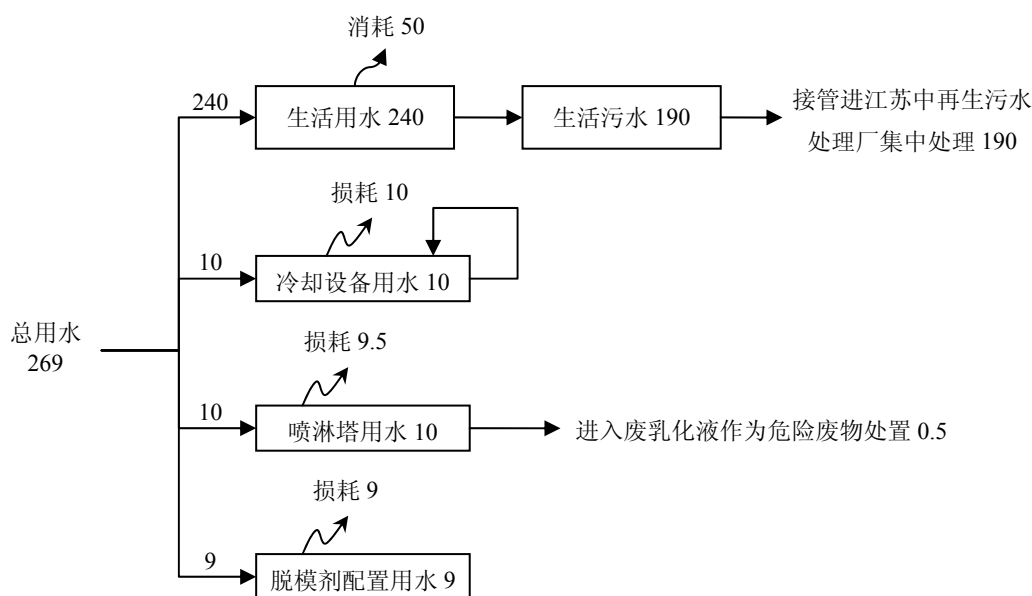 消耗 50
240
生活用水 240
生活污水 190
接管进江苏中再生污水
处理厂集中处理 190
损耗 10
10
冷却设备用水 10
总用水
269
损耗 9.5
10
喷淋塔用水 10
进入废乳化液作为危险废物处置 0.5
损耗 9
9
脱模剂配置用水 9